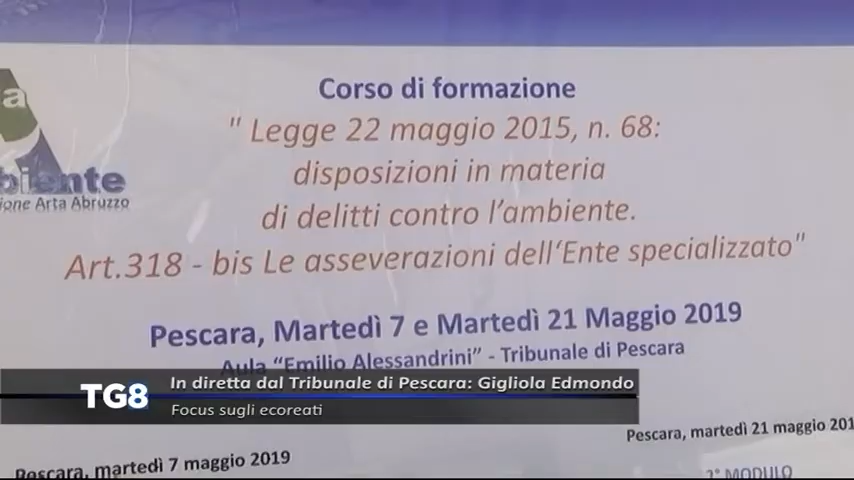 Corso di formazione
" Legge 22 maggio 2015, n. 68:
disposizioni in materia
di delitti contro l'ambiente.
Art.318 - bis Le asseverazioni dell'Ente specializzato"
a
biente
ione Arta Abruzzo
Pescara, Martedì 7 e Martedì 21 Maggio 2019
Aula "Emilio Alessandrini" - Tribunale di Pescara
TG8
In diretta dal Tribunale di Pescara: Gigliola Edmondo
Focus sugli ecoreati
Pescara, martedì 7 maggio 2019
Pescara, martedì 21 maggio 201
MODULO